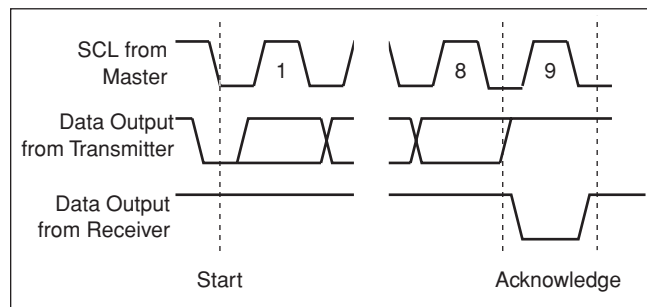 SCL from
Master
1
8
9
Data Output
from Transmitter
Data Output
from Receiver
Start
Acknowledge